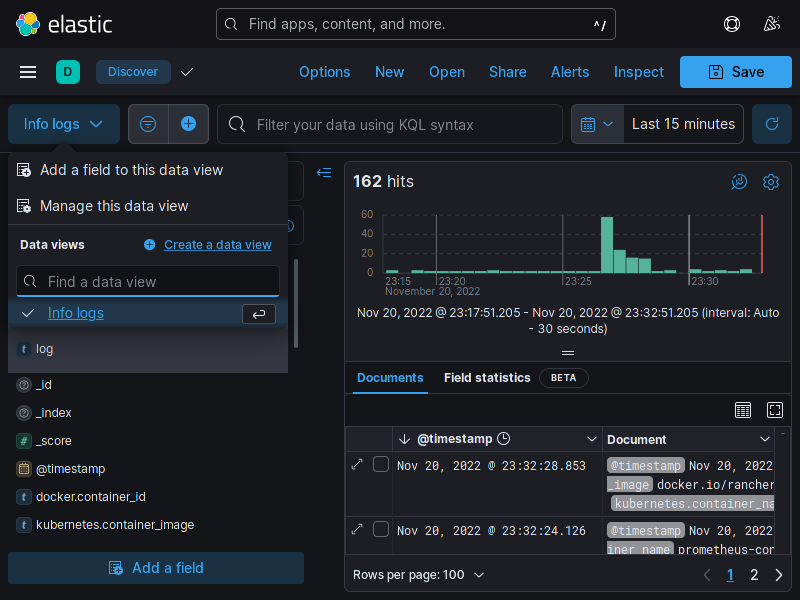 elastic
Find apps, content, and more.
^/
D
Discover
Options
New
Open
Share
Alerts
Inspect
Save
Info logs
Filter your data using KQL syntax
Last 15 minutes
Add a field to this data view
Manage this data view
Data views
Create a data view
Find a data view
Info logs
t log
_id
_index
# _score
@timestamp
t docker.container_id
t kubernetes.container_image
Add a field
162 hits
60
40
20
0
23:15
23:20
23:25
23:30
November 20, 2022
Nov 20, 2022 @ 23:17:51.205 - Nov 20, 2022 @ 23:32:51.205 (interval: Auto
- 30 seconds)
Documents
Field statistics
BETA
@timestamp
Document
Nov 20, 2022 @ 23:32:28.853
@timestamp Nov 20, 2022
_image docker.io/rancher
kubernetes.container_na
Nov 20, 2022 @ 23:32:24.126
@timestamp Nov 20, 2022
iner_name prometheus-con
Rows per page: 100
1
2